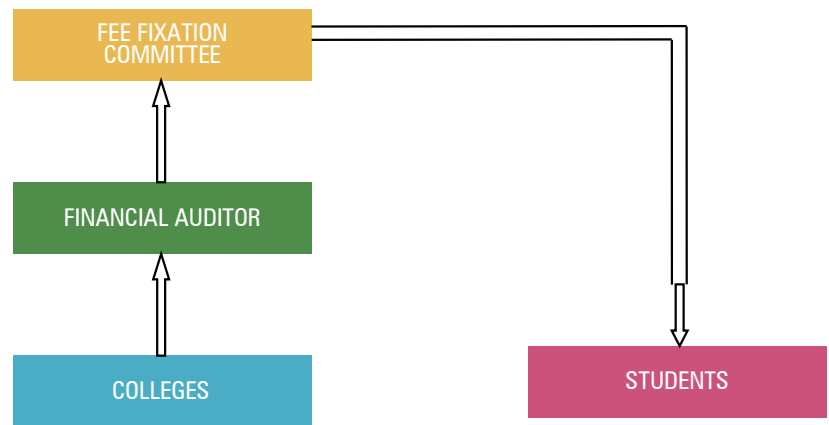 FEE FIXATION
COMMITTEE
FINANCIAL AUDITOR
COLLEGES
STUDENTS